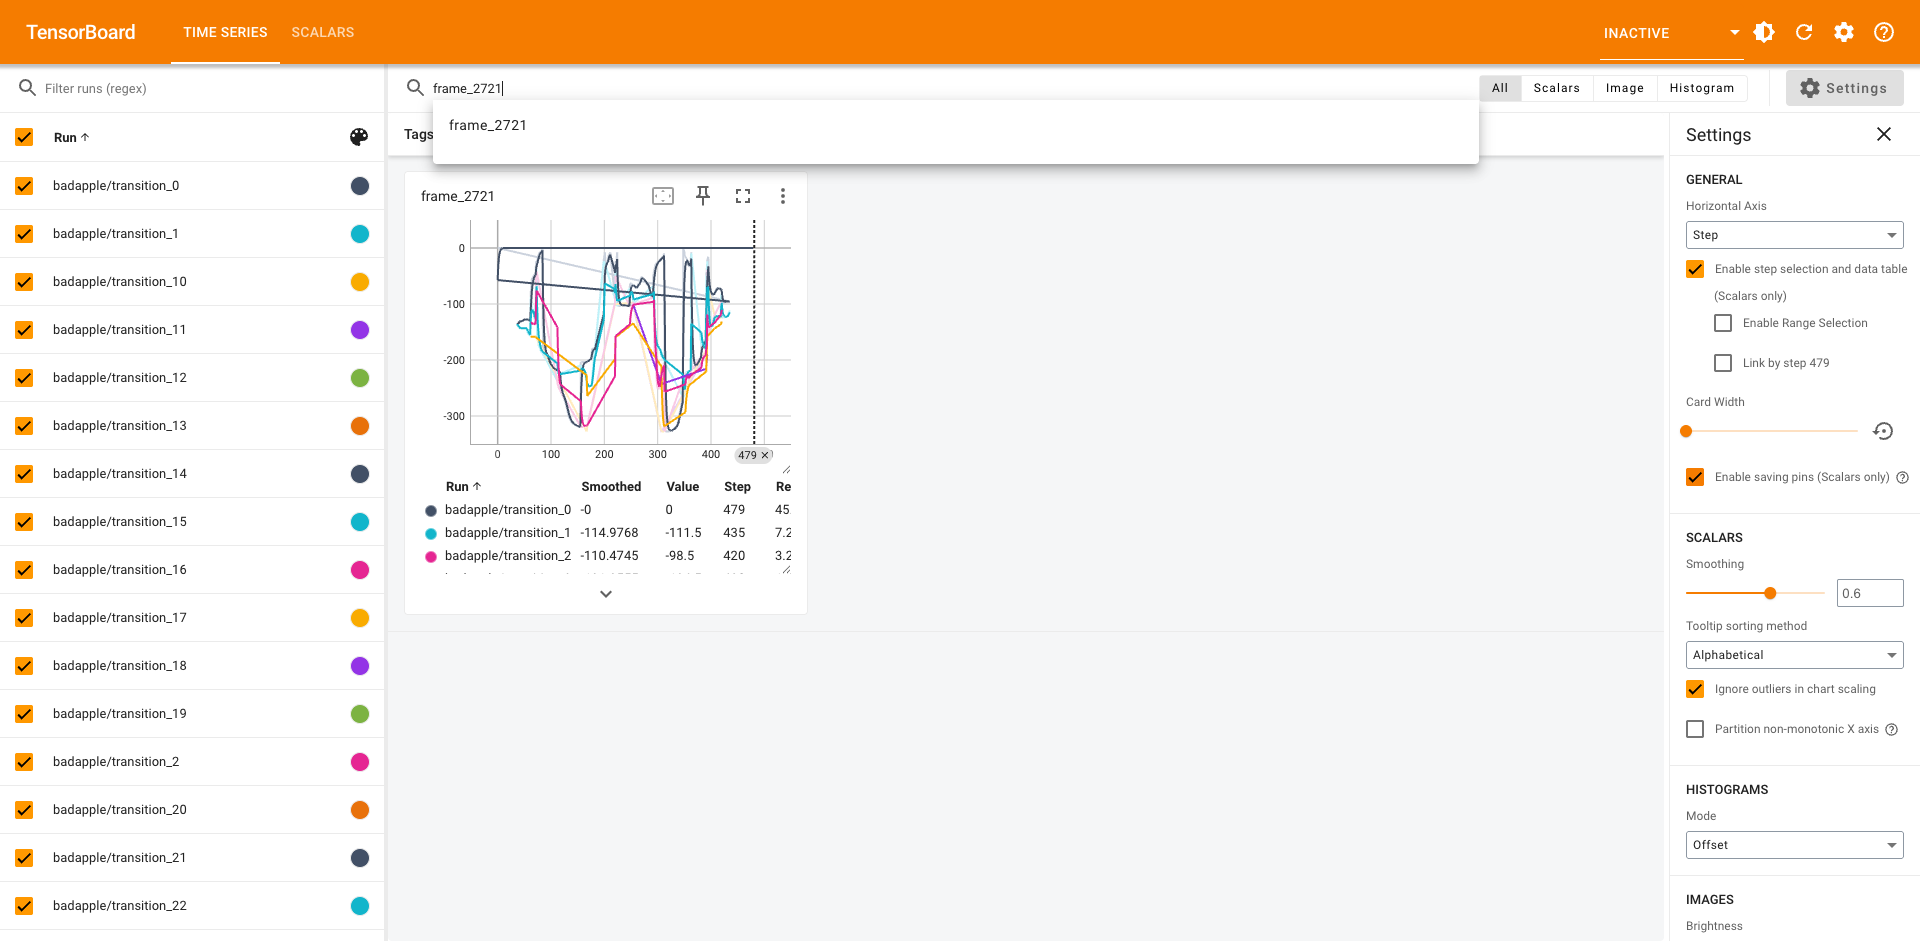 TensorBoard TIME SERIES SCALARS INACTIVE
Filter runs (regex)
Run
badapple/transition_0
badapple/transition_1
badapple/transition_10
badapple/transition_11
badapple/transition_12
badapple/transition_13
badapple/transition_14
badapple/transition_15
badapple/transition_16
badapple/transition_17
badapple/transition_18
badapple/transition_19
badapple/transition_2
badapple/transition_20
badapple/transition_21
badapple/transition_22
frame_2721
All Scalars Image Histogram Settings
frame_2721
Tags
frame_2721
0
-100
-200
-300
0 100 200 300 400 479
Run Smoothed Value Step Re
badapple/transition_0 -0 0 479 45.
badapple/transition_1 -114.9768 -111.5 435 7.2
badapple/transition_2 -110.4745 -98.5 420 3.2
Settings
GENERAL
Horizontal Axis
Step
Enable step selection and data table
(Scalars only)
Enable Range Selection
Link by step 479
Card Width
Enable saving pins (Scalars only)
SCALARS
Smoothing
0.6
Tooltip sorting method
Alphabetical
Ignore outliers in chart scaling
Partition non-monotonic X axis
HISTOGRAMS
Mode
Offset
IMAGES
Brightness